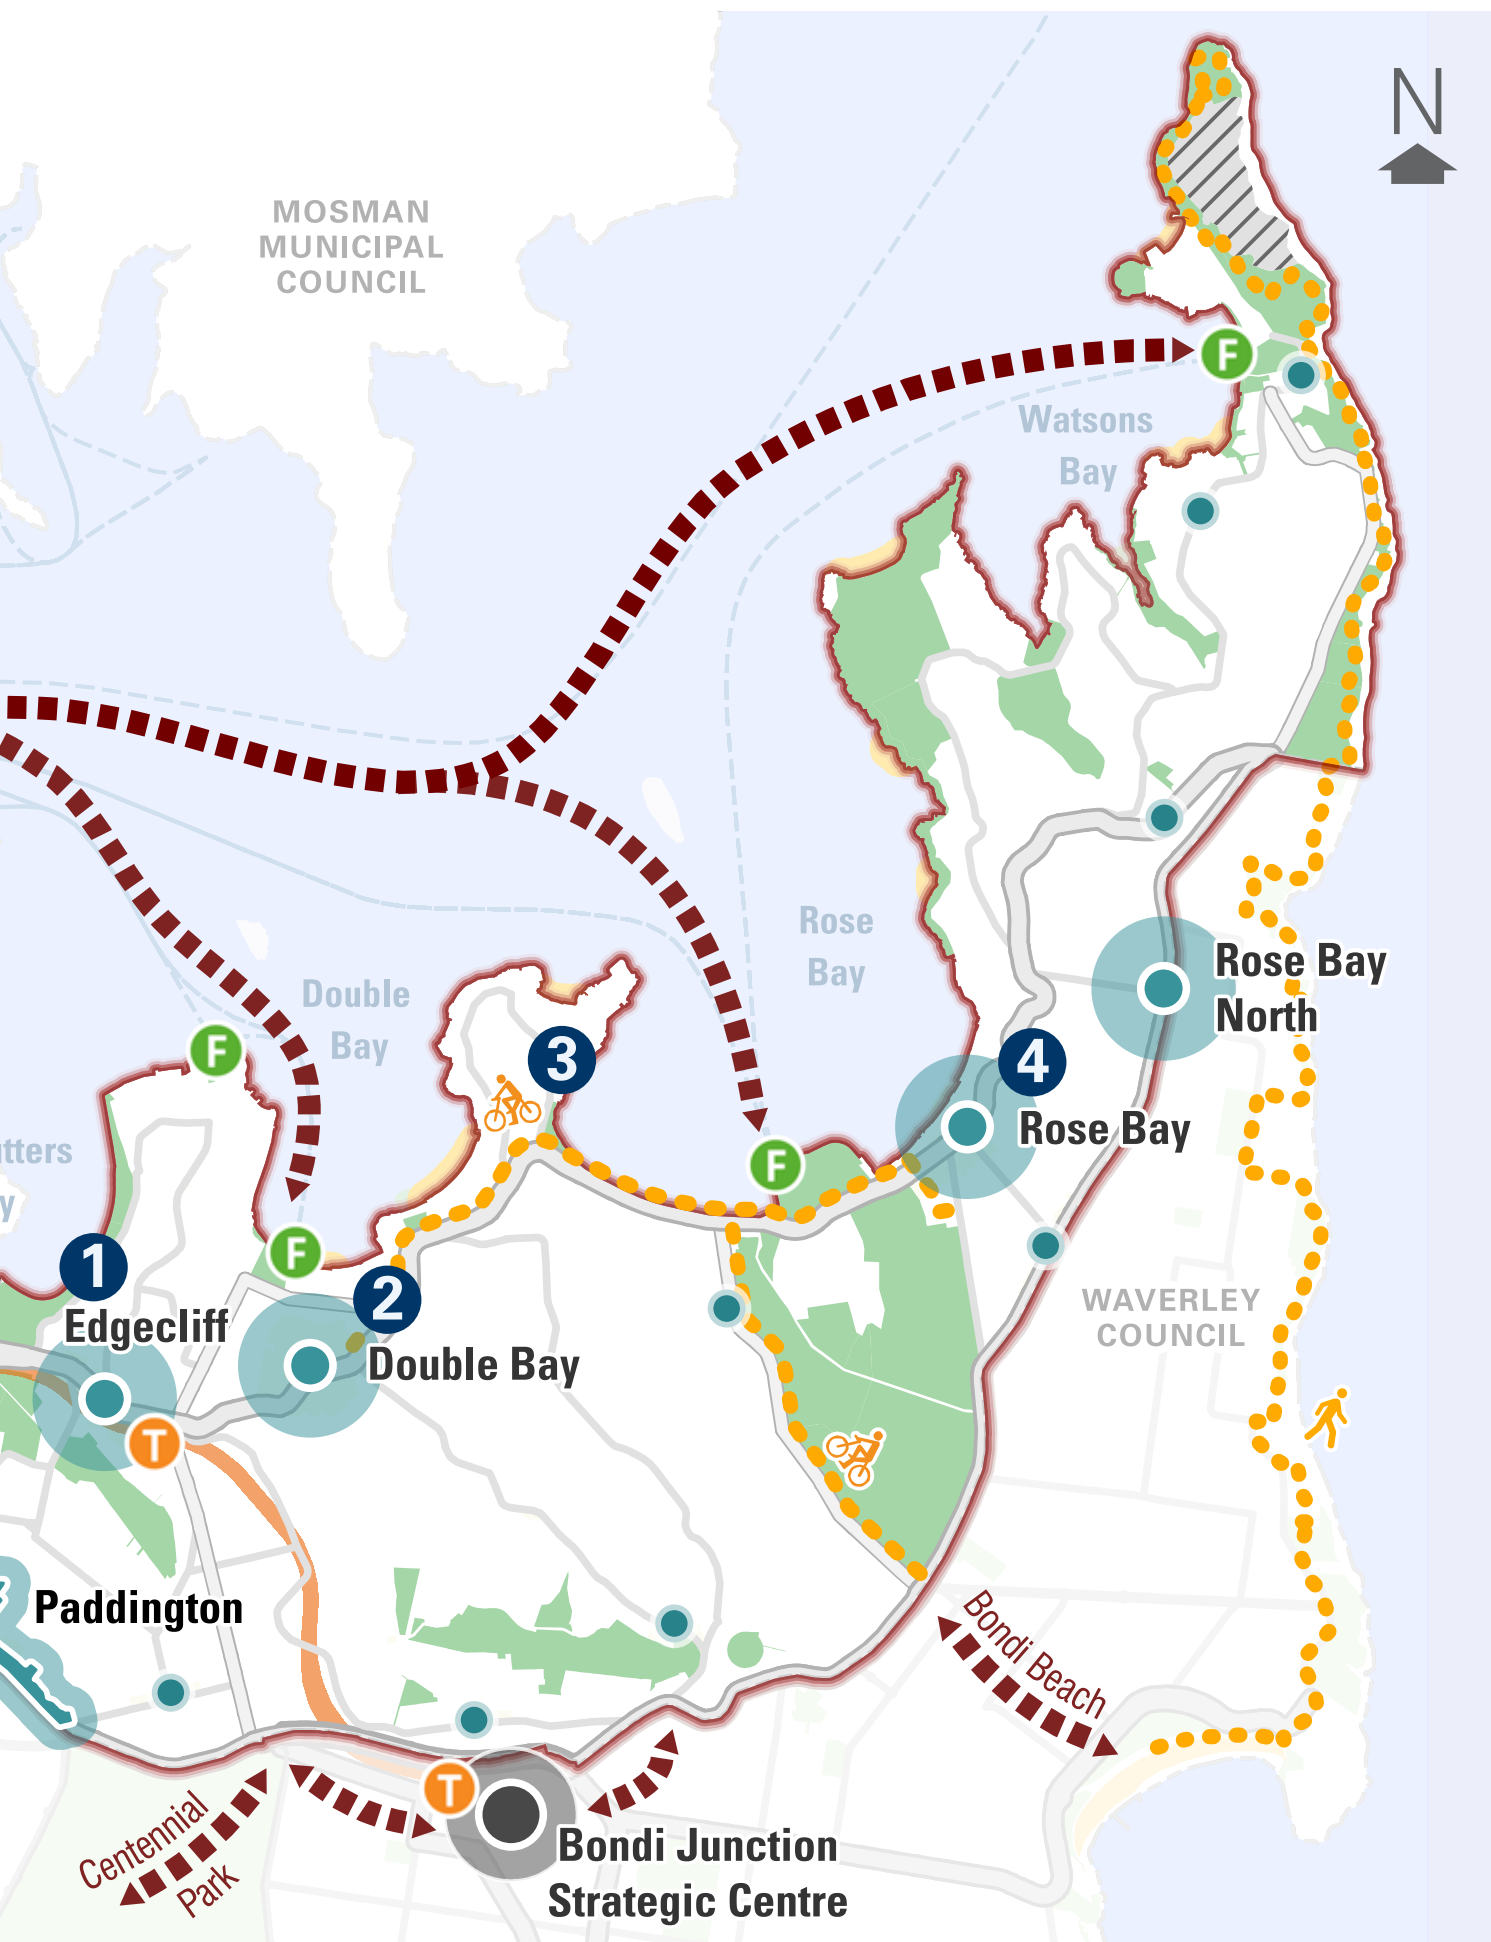 N
MOSMAN
MUNICIPAL
COUNCIL
F
Watsons
Bay
Rose
Bay
Rose Bay
North
Double
Bay
F
3
4
Rose Bay
F
1
Edgecliff
F
2
Double Bay
WAVERLEY
COUNCIL
T
Paddington
Bondi Beach
T
Centennial
Park
Bondi Junction
Strategic Centre